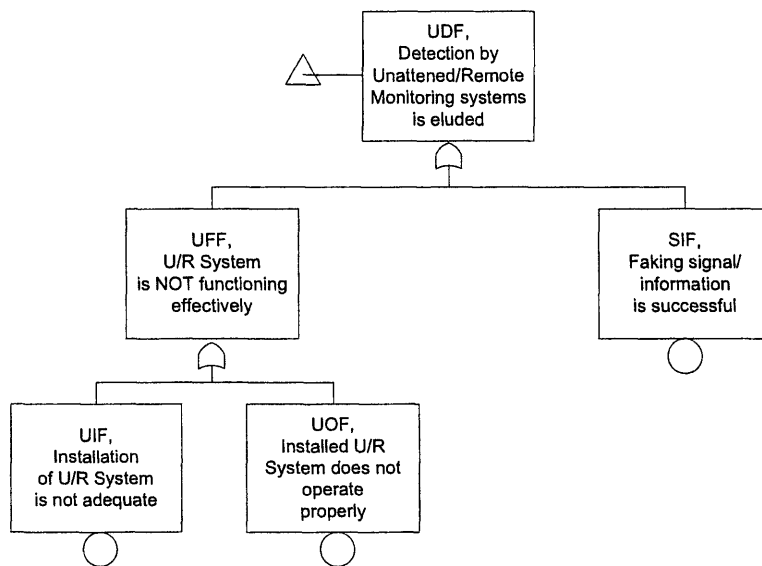 UDF,
Detection by
Unattened/Remote
Monitoring systems
is eluded
UFF,
U/R System
is NOT functioning
effectively
SIF,
Faking signal/
information
is successful
UIF,
Installation
of U/R System
is not adequate
UOF,
Installed U/R
System does not
operate
properly